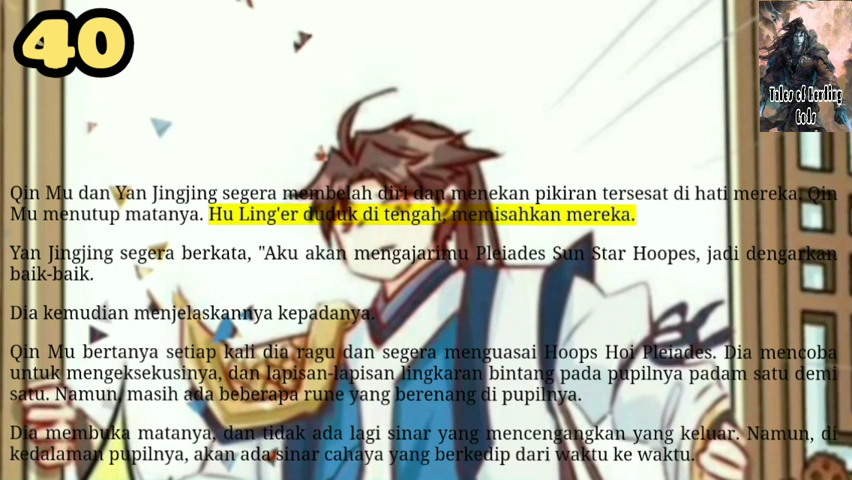 40
Tales of Herding
Gods
Qin Mu dan Yan Jingjing segera membelah diri dan menekan pikiran tersesat di hati mereka. Qin
Mu menutup matanya. Hu Ling'er duduk di tengah, memisahkan mereka.
Yan Jingjing segera berkata, "Aku akan mengajarimu Pleiades Sun Star Hoopes, jadi dengarkan
baik-baik.
Dia kemudian menjelaskannya kepadanya.
Qin Mu bertanya setiap kali dia ragu dan segera menguasai Hoops Hoi Pleiades. Dia mencoba
untuk mengeksekusinya, dan lapisan-lapisan lingkaran bintang pada pupilnya padam satu demi
satu. Namun, masih ada beberapa rune yang berenang di pupilnya.
Dia membuka matanya, dan tidak ada lagi sinar yang mencengangkan yang keluar. Namun, di
kedalaman pupilnya, akan ada sinar cahaya yang berkedip dari waktu ke waktu.